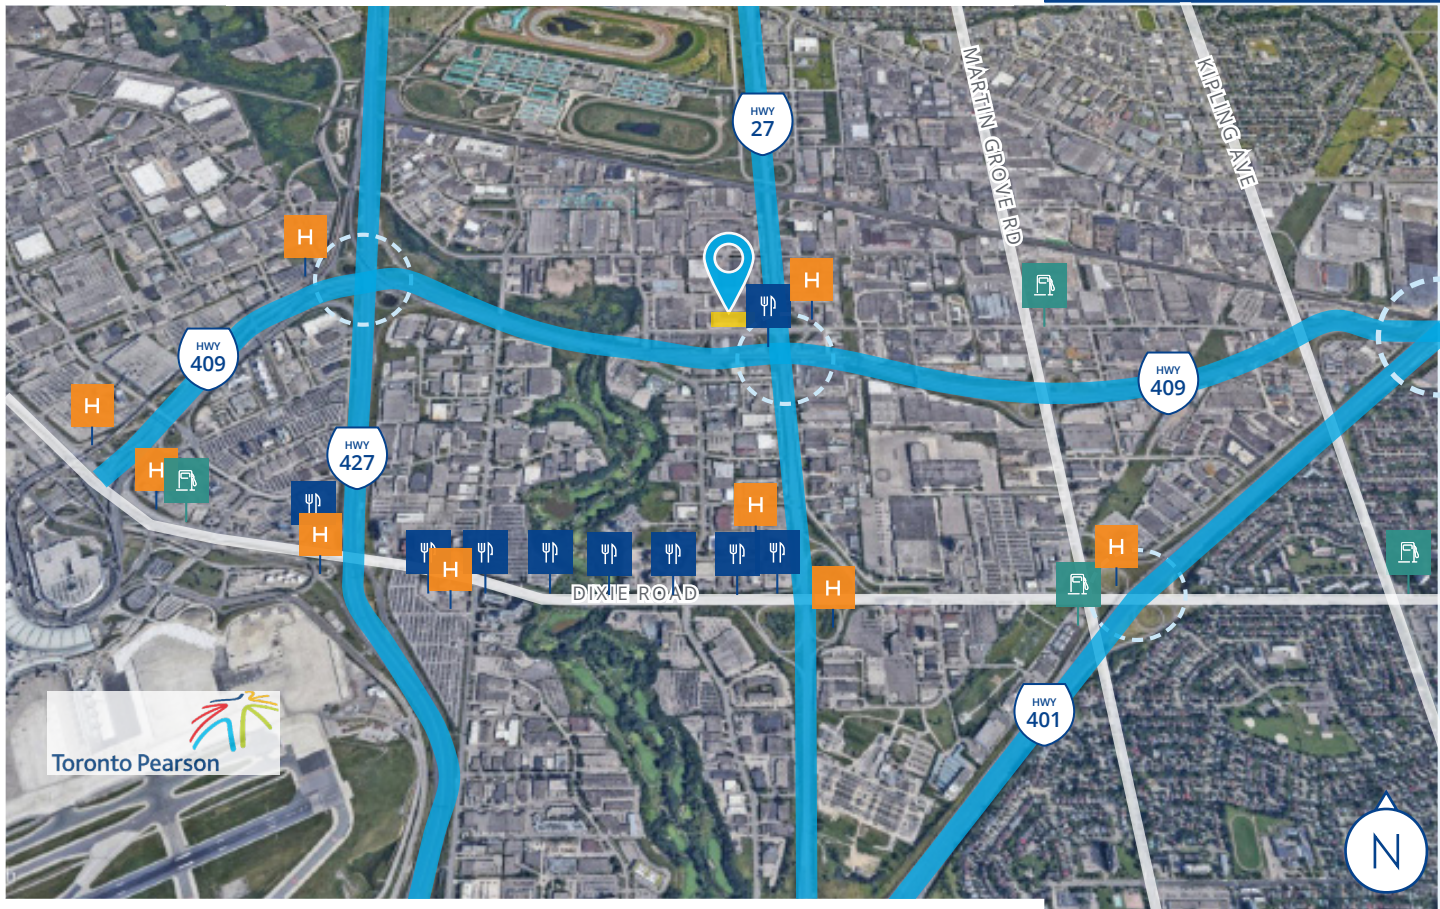 HWY
27
MARTIN GROVE RD
KIPLING AVE
H
H
HWY
409
HWY
409
H
HWY
427
H
H
H
H
H
H
DIXIE ROAD
HWY
401
Toronto Pearson
N